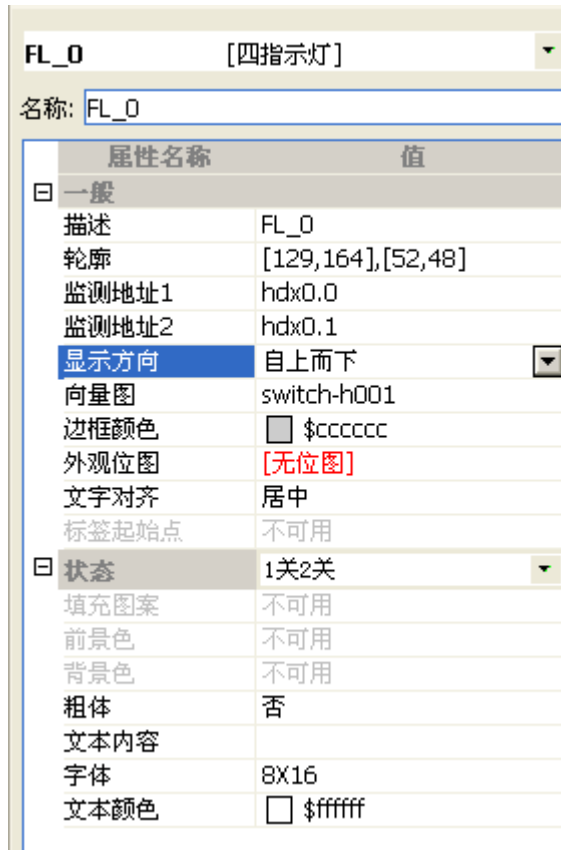 FL_0 [四指示灯]
名称: FL_0
属性名称 值
一般
描述 FL_0
轮廓 [129,164],[52,48]
监测地址1 hdx0.0
监测地址2 hdx0.1
显示方向 自上而下
向量图 switch-h001
边框颜色 $cccccc
外观位图 [无位图]
文字对齐 居中
标签起始点 不可用
状态 1关2关
填充图案 不可用
前景色 不可用
背景色 不可用
粗体 否
文本内容
字体 8X16
文本颜色 $ffffff